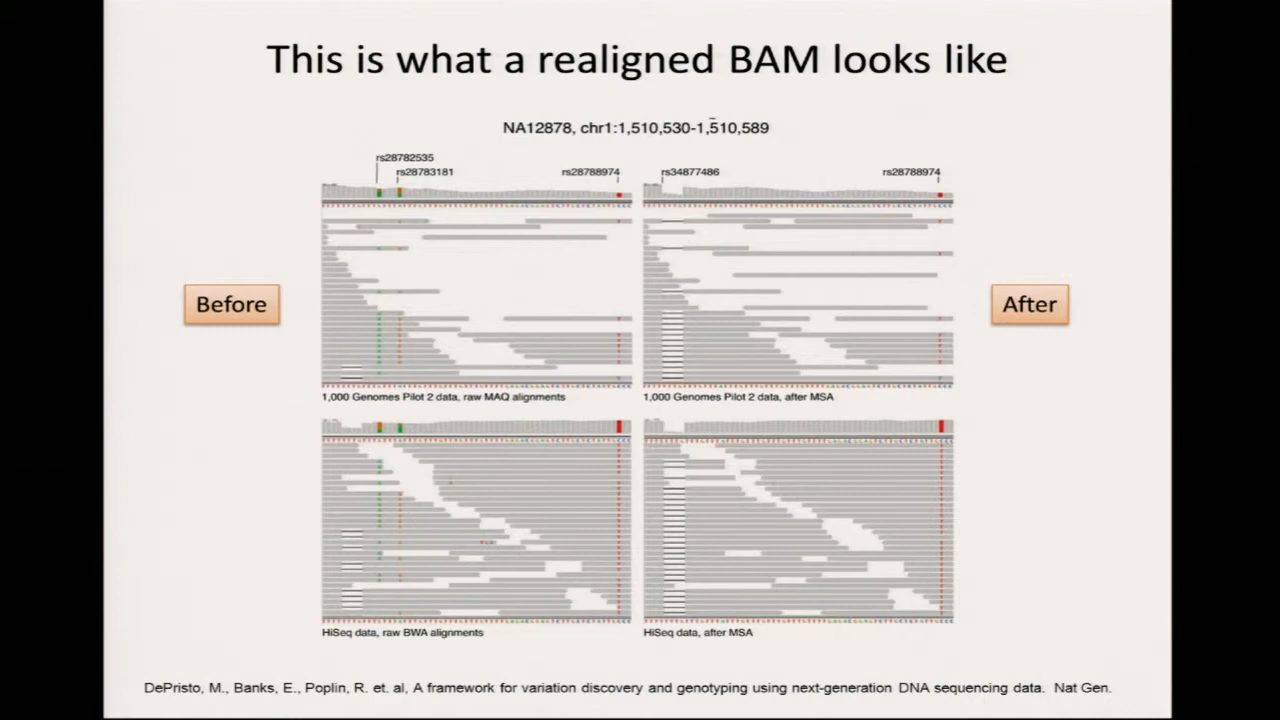 This is what a realigned BAM looks like
NA12878, chr1:1,510,530-1,510,589
rs28782535
rs28783181
rs28788974
rs34877486
rs28788974
Before
After
1,000 Genomes Pilot 2 data, raw MAQ alignments
1,000 Genomes Pilot 2 data, after MSA
HiSeq data, raw BWA alignments
HiSeq data, after MSA
DePristo, M., Banks, E., Poplin, R. et. al, A framework for variation discovery and genotyping using next-generation DNA sequencing data. Nat Gen.